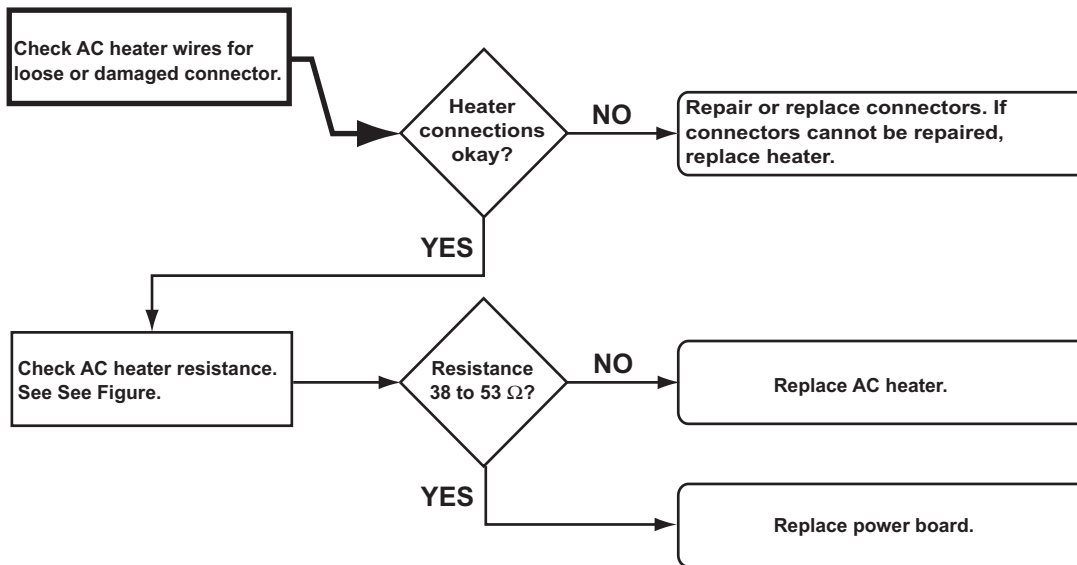 Check AC heater wires for
loose or damaged connector.
Heater
connections
okay?
NO
Repair or replace connectors. If
connectors cannot be repaired,
replace heater.
YES
Check AC heater resistance.
See See Figure.
Resistance
38 to 53 Ω?
NO
Replace AC heater.
YES
Replace power board.